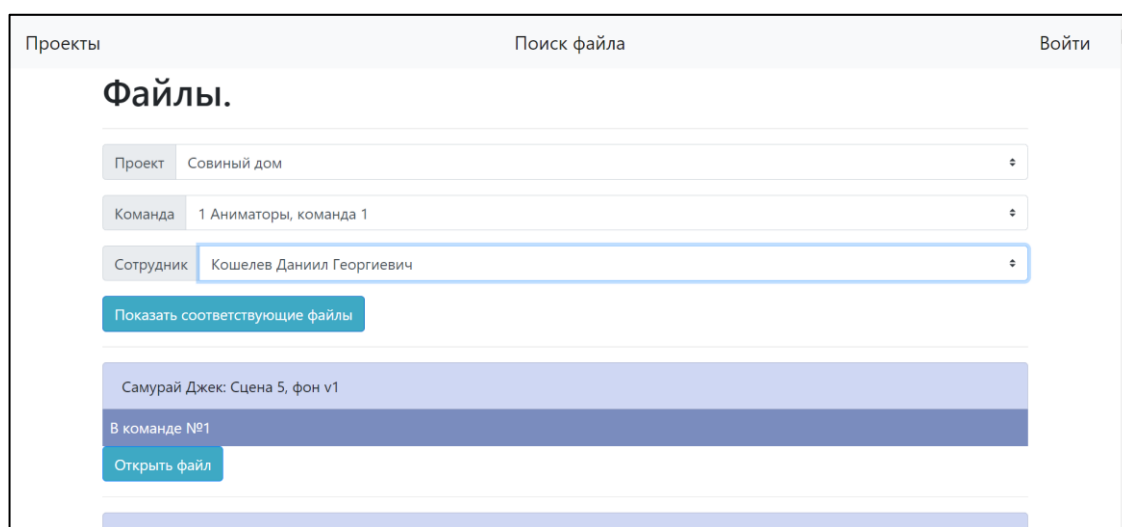 Проекты Поиск файла Войти
Файлы.
Проект Совиный дом
Команда 1 Аниматоры, команда 1
Сотрудник Кошелев Даниил Георгиевич
Показать соответствующие файлы
Самурай Джек: Сцена 5, фон v1
В команде №1
Открыть файл